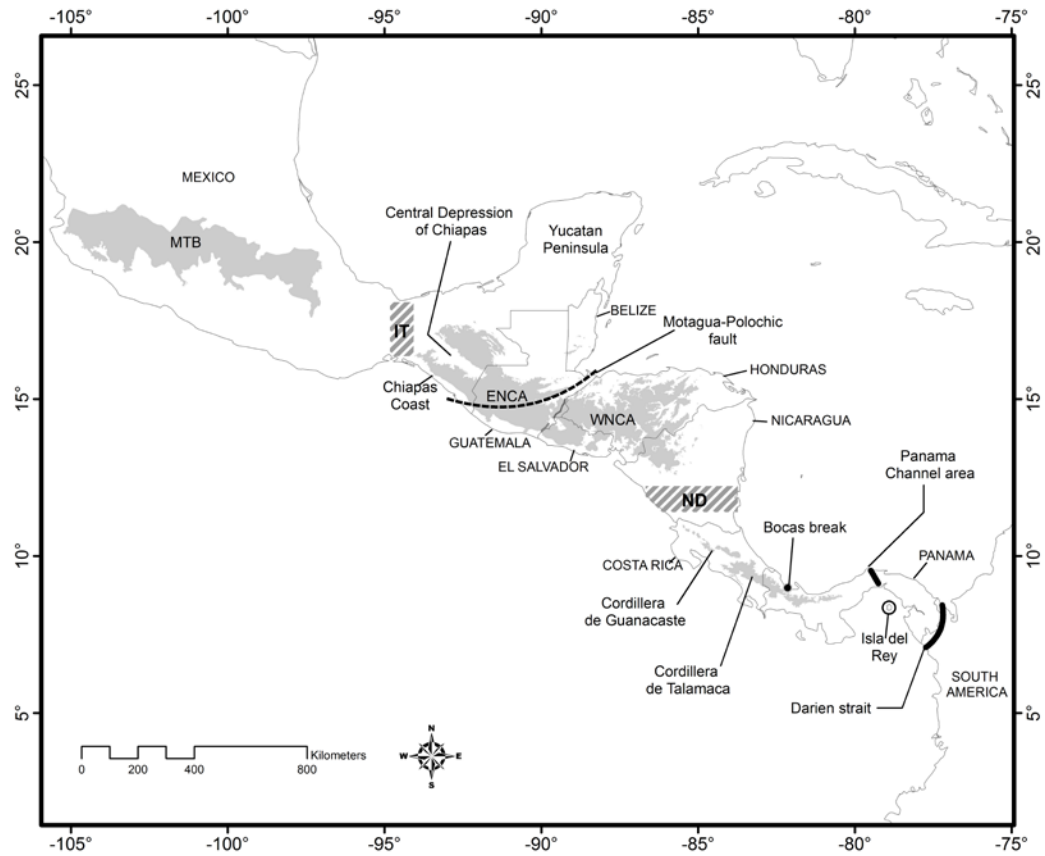 -105° -100° -95° -90° -85° -80° -75°
25° 25°
MEXICO
Central Depression
of Chiapas
Yucatan
Peninsula
20° MTB 20°
BELIZE
IT
Motagua-Polochic
fault
HONDURAS
Chiapas
Coast
ENCA
15° 15°
WNCA
NICARAGUA
GUATEMALA
EL SALVADOR
Panama
Channel area
ND
Bocas break
10° 10°
COSTA RICA
PANAMA
Cordillera
de Guanacaste
Isla del
Rey
Cordillera
de Talamaca
SOUTH
AMERICA
Darien strait
5° 5°
N
W E
S
Kilometers
0 200 400 800
-105° -100° -95° -90° -85° -80° -75°